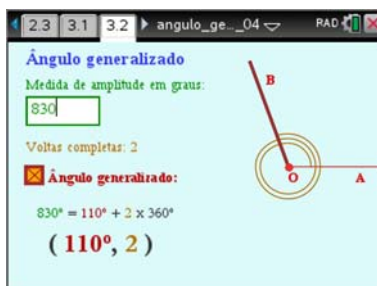 2.3 3.1 3.2 angulo_ge..._04 RAD
Ângulo generalizado
Medida de amplitude em graus:
830
Voltas completas: 2
Ângulo generalizado:
830° = 110° + 2 x 360°
( 110º, 2 )
B
O
A